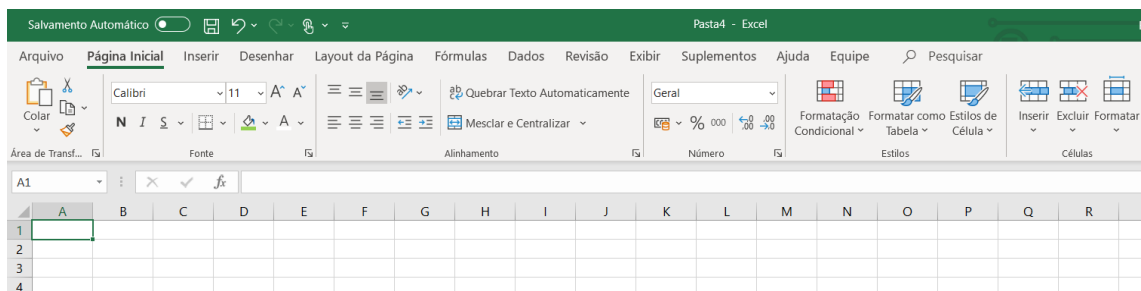 Salvamento Automático
Pasta4 - Excel
Arquivo Página Inicial Inserir Desenhar Layout da Página Fórmulas Dados Revisão Exibir Suplementos Ajuda Equipe Pesquisar
Colar
Calibri 11 A A
N I S A
ab Quebrar Texto Automaticamente
Mesclar e Centralizar
Geral
% 000
Formatação Condicional
Formatar como Tabela
Estilos de Célula
Inserir Excluir Formatar
Área de Transf... Fonte Alinhamento Número Estilos Células
A1 fx
A B C D E F G H I J K L M N O P Q R
1
2
3
4